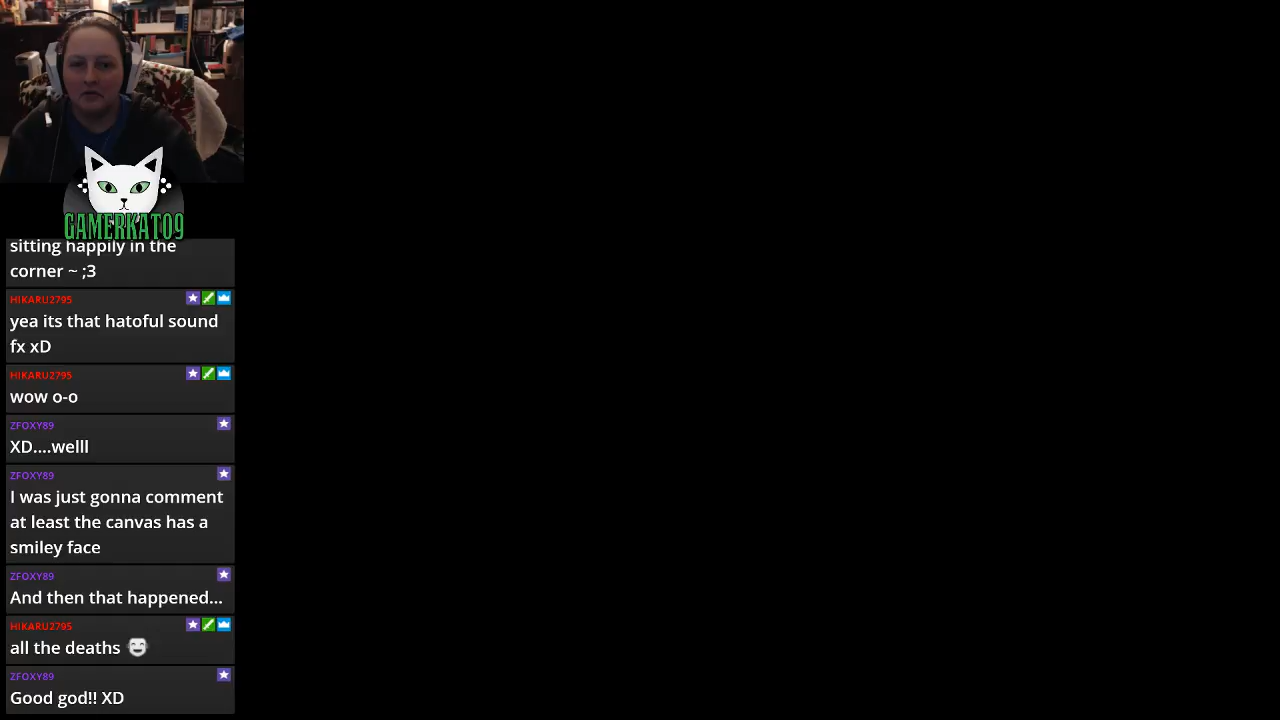 GAMERKAT09
sitting happily in the
corner ~ ;3
HIKARU2795
yea its that hatoful sound
fx xD
HIKARU2795
wow o-o
ZFOXY89
XD....welll
ZFOXY89
I was just gonna comment
at least the canvas has a
smiley face
ZFOXY89
And then that happened...
HIKARU2795
all the deaths
ZFOXY89
Good god!! XD